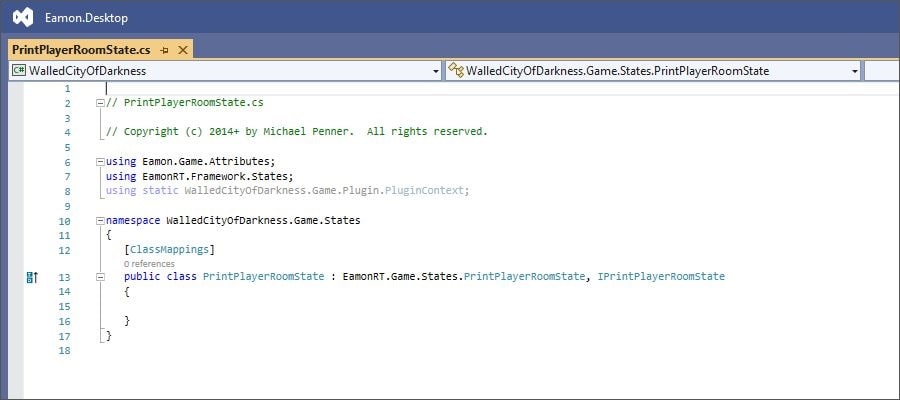 Eamon.Desktop
PrintPlayerRoomState.cs
C# WalledCityOfDarkness WalledCityOfDarkness.Game.States.PrintPlayerRoomState
1
2 // PrintPlayerRoomState.cs
3
4 // Copyright (c) 2014+ by Michael Penner.  All rights reserved.
5
6 using Eamon.Game.Attributes;
7 using EamonRT.Framework.States;
8 using static WalledCityOfDarkness.Game.Plugin.PluginContext;
9
10 namespace WalledCityOfDarkness.Game.States
11 {
12 [ClassMappings]
0 references
13 public class PrintPlayerRoomState : EamonRT.Game.States.PrintPlayerRoomState, IPrintPlayerRoomState
14 {
15
16 }
17 }
18